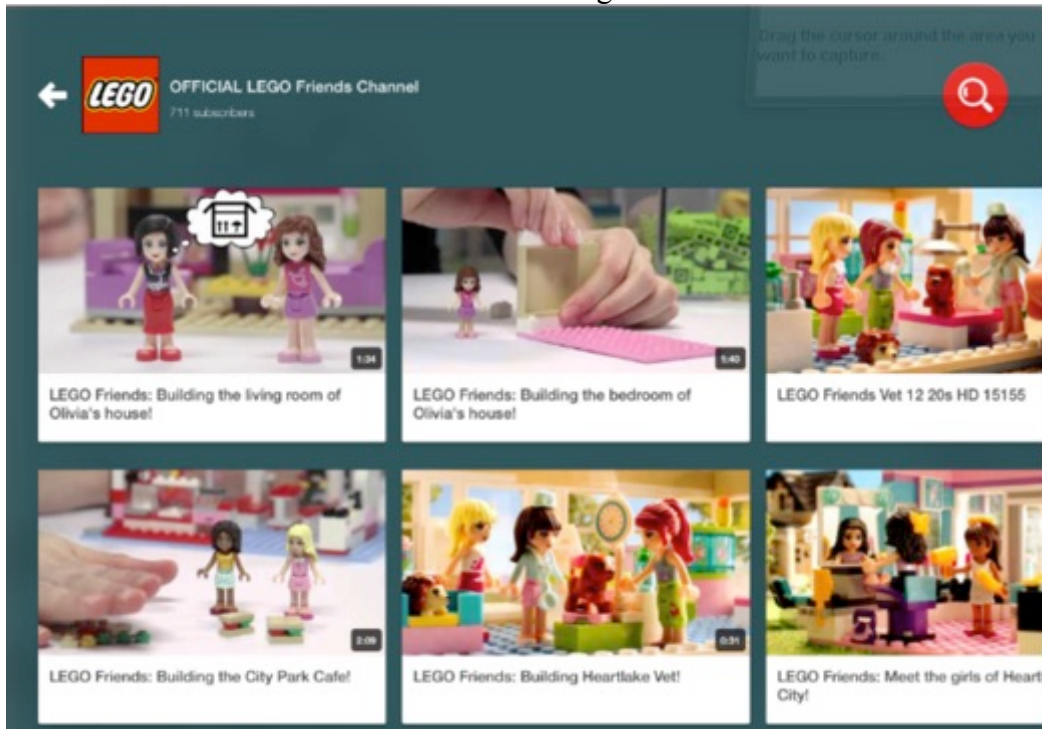 Drag the cursor around the area you
want to capture.
LEGO
OFFICIAL LEGO Friends Channel
711 subscribers
1:34
LEGO Friends: Building the living room of
Olivia's house!
1:40
LEGO Friends: Building the bedroom of
Olivia's house!
LEGO Friends Vet 12 20s HD 15155
2:09
LEGO Friends: Building the City Park Cafe!
0:31
LEGO Friends: Building Heartlake Vet!
LEGO Friends: Meet the girls of Heart
City!